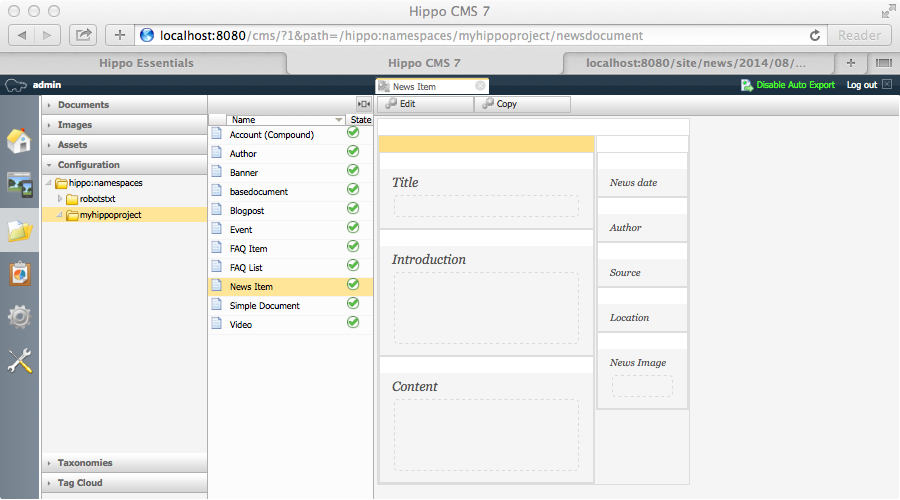 Hippo CMS 7
localhost:8080/cms/?1&path=/hippo:namespaces/myhippoproject/newsdocument
Reader
Hippo Essentials
Hippo CMS 7
localhost:8080/site/news/2014/08/...
admin
News Item
Disable Auto Export
Log out
Documents
Images
Assets
Configuration
hippo:namespaces
robotstxt
myhippoproject
Taxonomies
Tag Cloud
Name
State
Account (Compound)
Author
Banner
basedocument
Blogpost
Event
FAQ Item
FAQ List
News Item
Simple Document
Video
Edit
Copy
Title
Introduction
Content
News date
Author
Source
Location
News Image